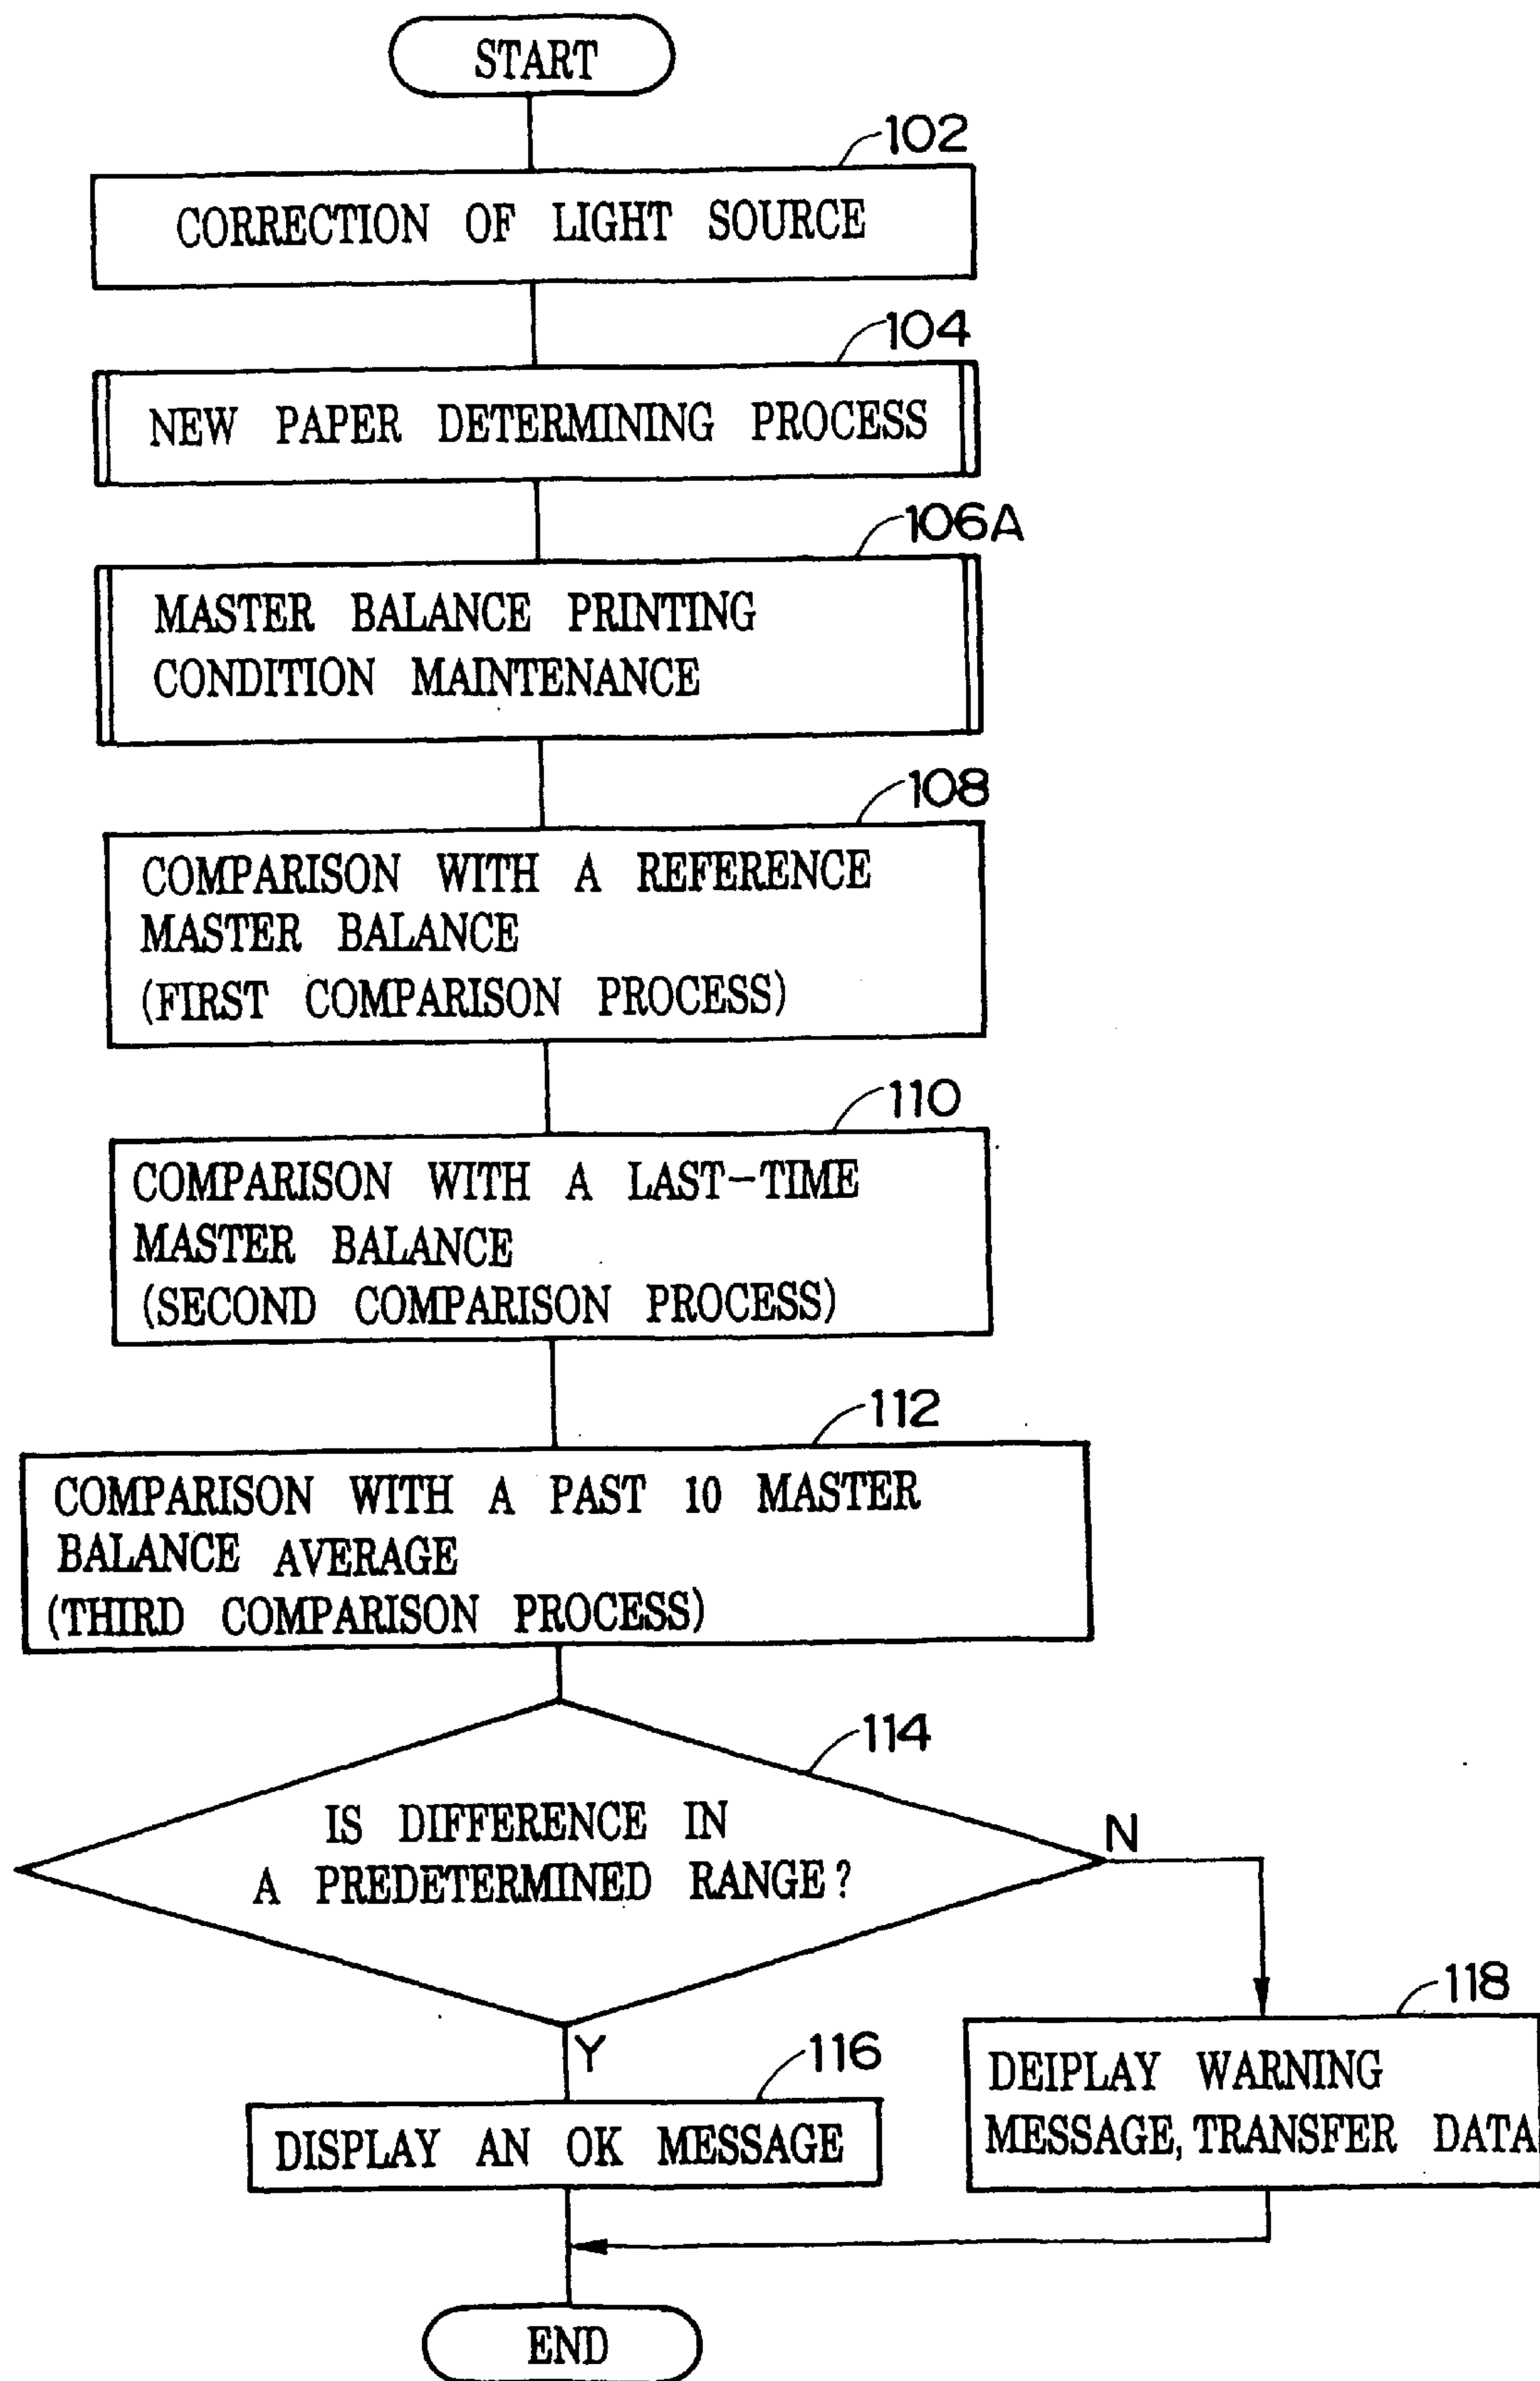 START
102
CORRECTION OF LIGHT SOURCE
104
NEW PAPER DETERMINING PROCESS
106A
MASTER BALANCE PRINTING
CONDITION MAINTENANCE
108
COMPARISON WITH A REFERENCE
MASTER BALANCE
(FIRST COMPARISON PROCESS)
110
COMPARISON WITH A LAST-TIME
MASTER BALANCE
(SECOND COMPARISON PROCESS)
112
COMPARISON WITH A PAST 10 MASTER
BALANCE AVERAGE
(THIRD COMPARISON PROCESS)
114
IS DIFFERENCE IN
A PREDETERMINED RANGE?
N
Y
116
DISPLAY AN OK MESSAGE
118
DEIPLAY WARNING
MESSAGE, TRANSFER DATA
END